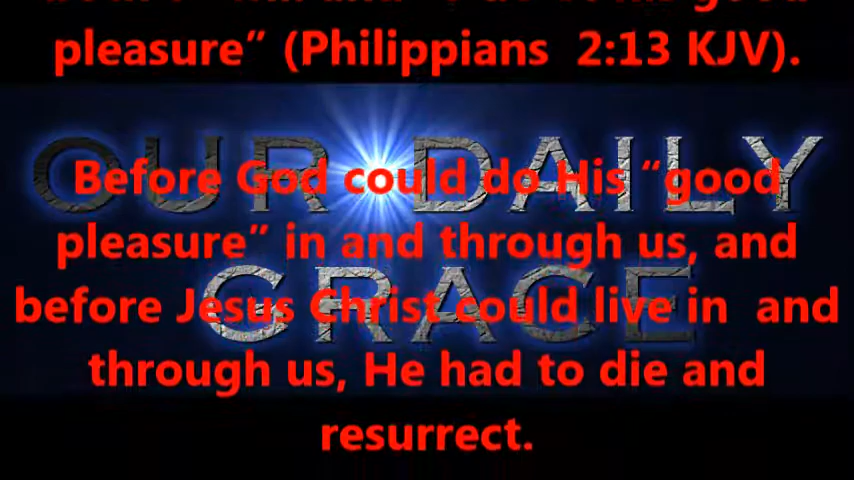 good
pleasure” (Philippians 2:13 KJV).
OUR DAILY
GRACE
Before God could do His “good
pleasure” in and through us, and
before Jesus Christ could live in and
through us, He had to die and
resurrect.